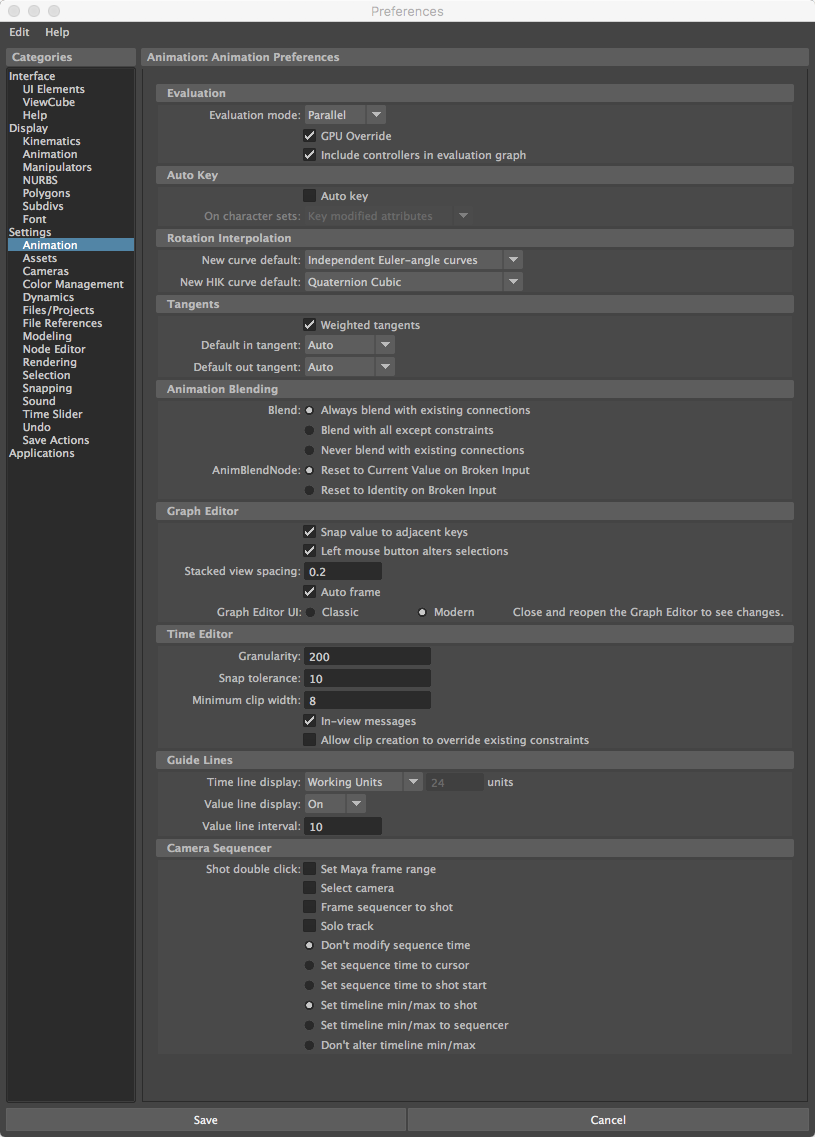 Preferences
Edit Help
Categories
Interface
UI Elements
ViewCube
Help
Display
Kinematics
Animation
Manipulators
NURBS
Polygons
Subdivs
Font
Settings
Animation
Assets
Cameras
Color Management
Dynamics
Files/Projects
File References
Modeling
Node Editor
Rendering
Selection
Snapping
Sound
Time Slider
Undo
Save Actions
Applications
Animation: Animation Preferences
Evaluation
Evaluation mode: Parallel
GPU Override
Include controllers in evaluation graph
Auto Key
Auto key
On character sets: Key modified attributes
Rotation Interpolation
New curve default: Independent Euler-angle curves
New HIK curve default: Quaternion Cubic
Tangents
Weighted tangents
Default in tangent: Auto
Default out tangent: Auto
Animation Blending
Blend: Always blend with existing connections
Blend with all except constraints
Never blend with existing connections
AnimBlendNode: Reset to Current Value on Broken Input
Reset to Identity on Broken Input
Graph Editor
Snap value to adjacent keys
Left mouse button alters selections
Stacked view spacing: 0.2
Auto frame
Graph Editor UI: Classic Modern Close and reopen the Graph Editor to see changes.
Time Editor
Granularity: 200
Snap tolerance: 10
Minimum clip width: 8
In-view messages
Allow clip creation to override existing constraints
Guide Lines
Time line display: Working Units 24 units
Value line display: On
Value line interval: 10
Camera Sequencer
Shot double click: Set Maya frame range
Select camera
Frame sequencer to shot
Solo track
Don't modify sequence time
Set sequence time to cursor
Set sequence time to shot start
Set timeline min/max to shot
Set timeline min/max to sequencer
Don't alter timeline min/max
Save Cancel